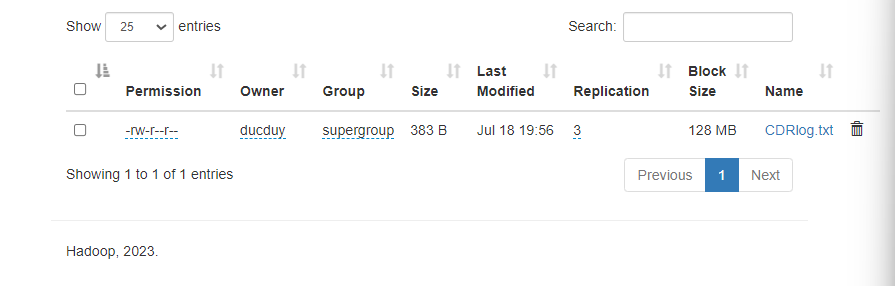 Show 25 entries Search:
Permission Owner Group Size Last Modified Replication Block Size Name
-rw-r--r-- ducduy supergroup 383 B Jul 18 19:56 3 128 MB CDRlog.txt
Showing 1 to 1 of 1 entries Previous 1 Next
Hadoop, 2023.